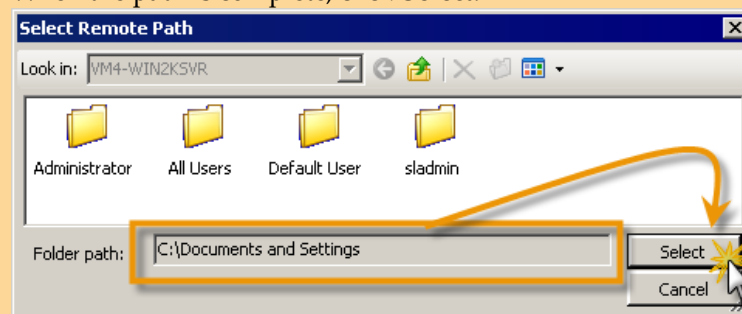 Select Remote Path
Look in: VM4-WIN2KSVR
Administrator All Users Default User sladmin
Folder path: C:\Documents and Settings Select
Cancel